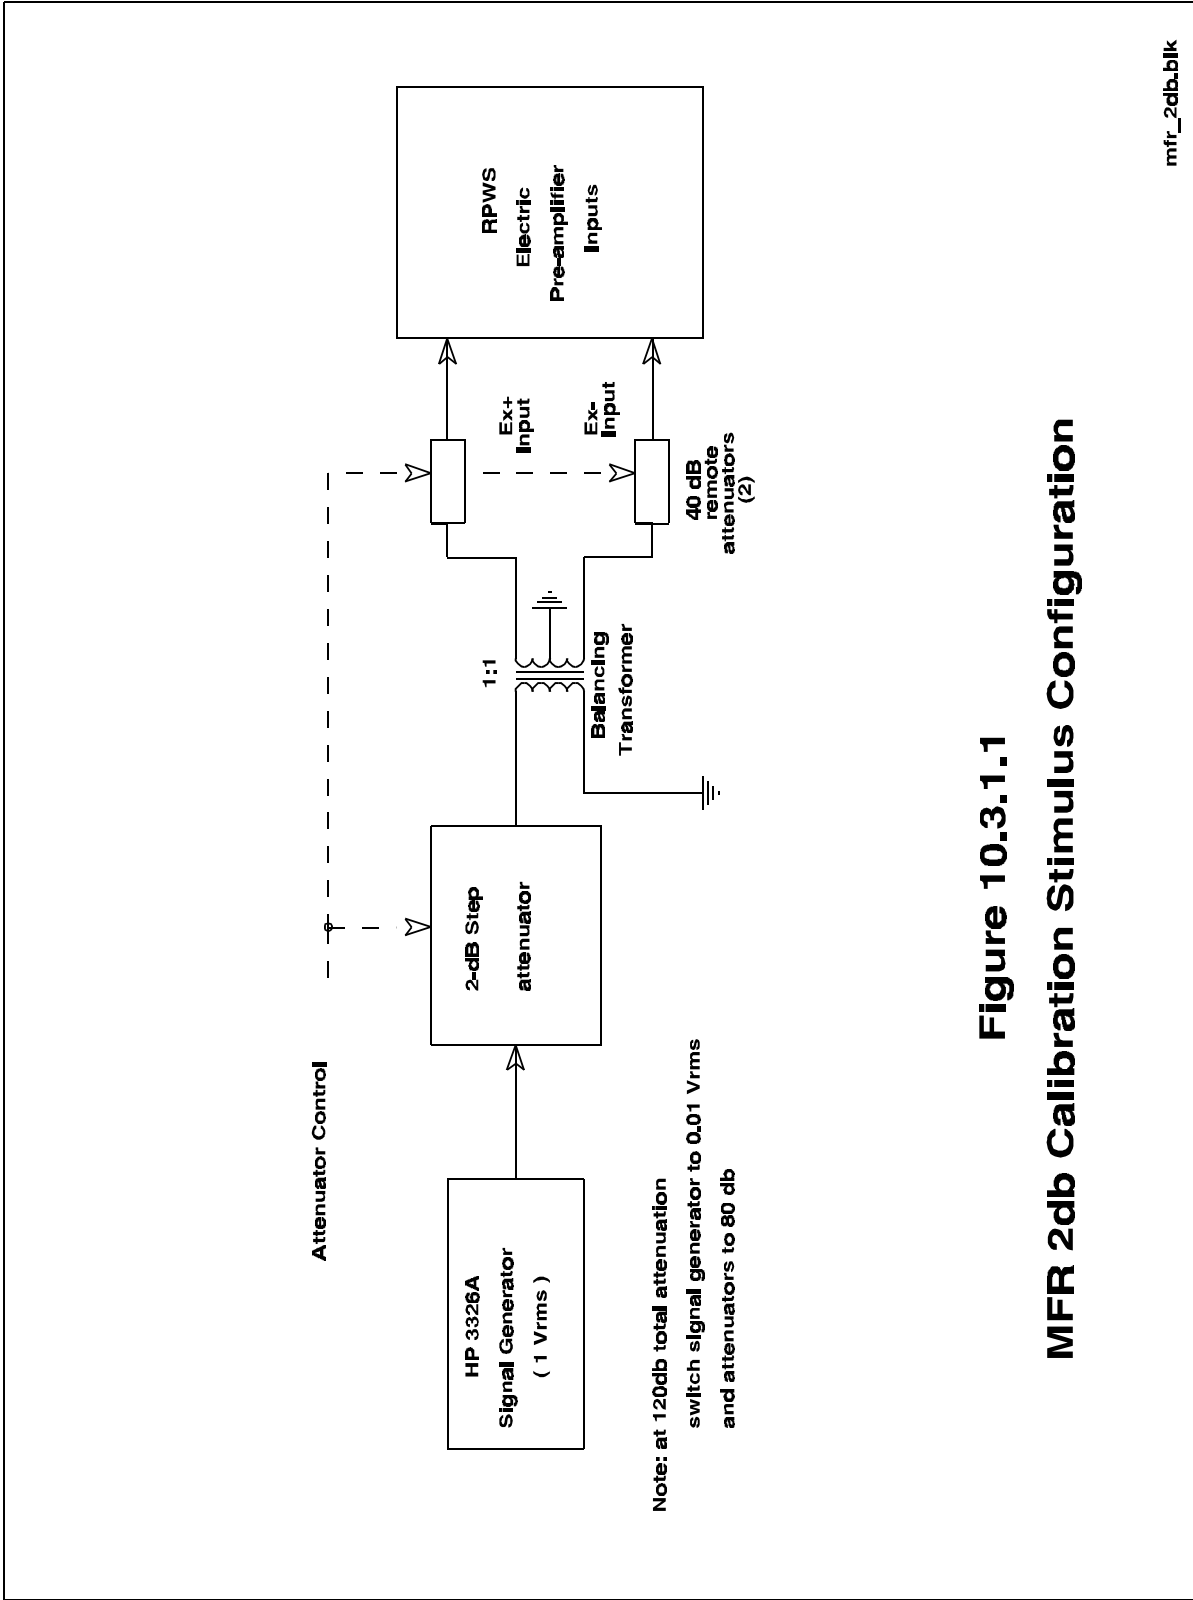 Attenuator Control
HP 3326A
Signal Generator
( 1 Vrms )
2-dB Step
attenuator
1:1
Balancing
Transformer
Ex+
Input
Ex-
Input
40 dB
remote
attenuators
(2)
RPWS
Electric
Pre-amplifier
Inputs
Note: at 120db total attenuation
switch signal generator to 0.01 Vrms
and attenuators to 80 db
Figure 10.3.1.1
MFR 2db Calibration Stimulus Configuration
mfr_2db.blk